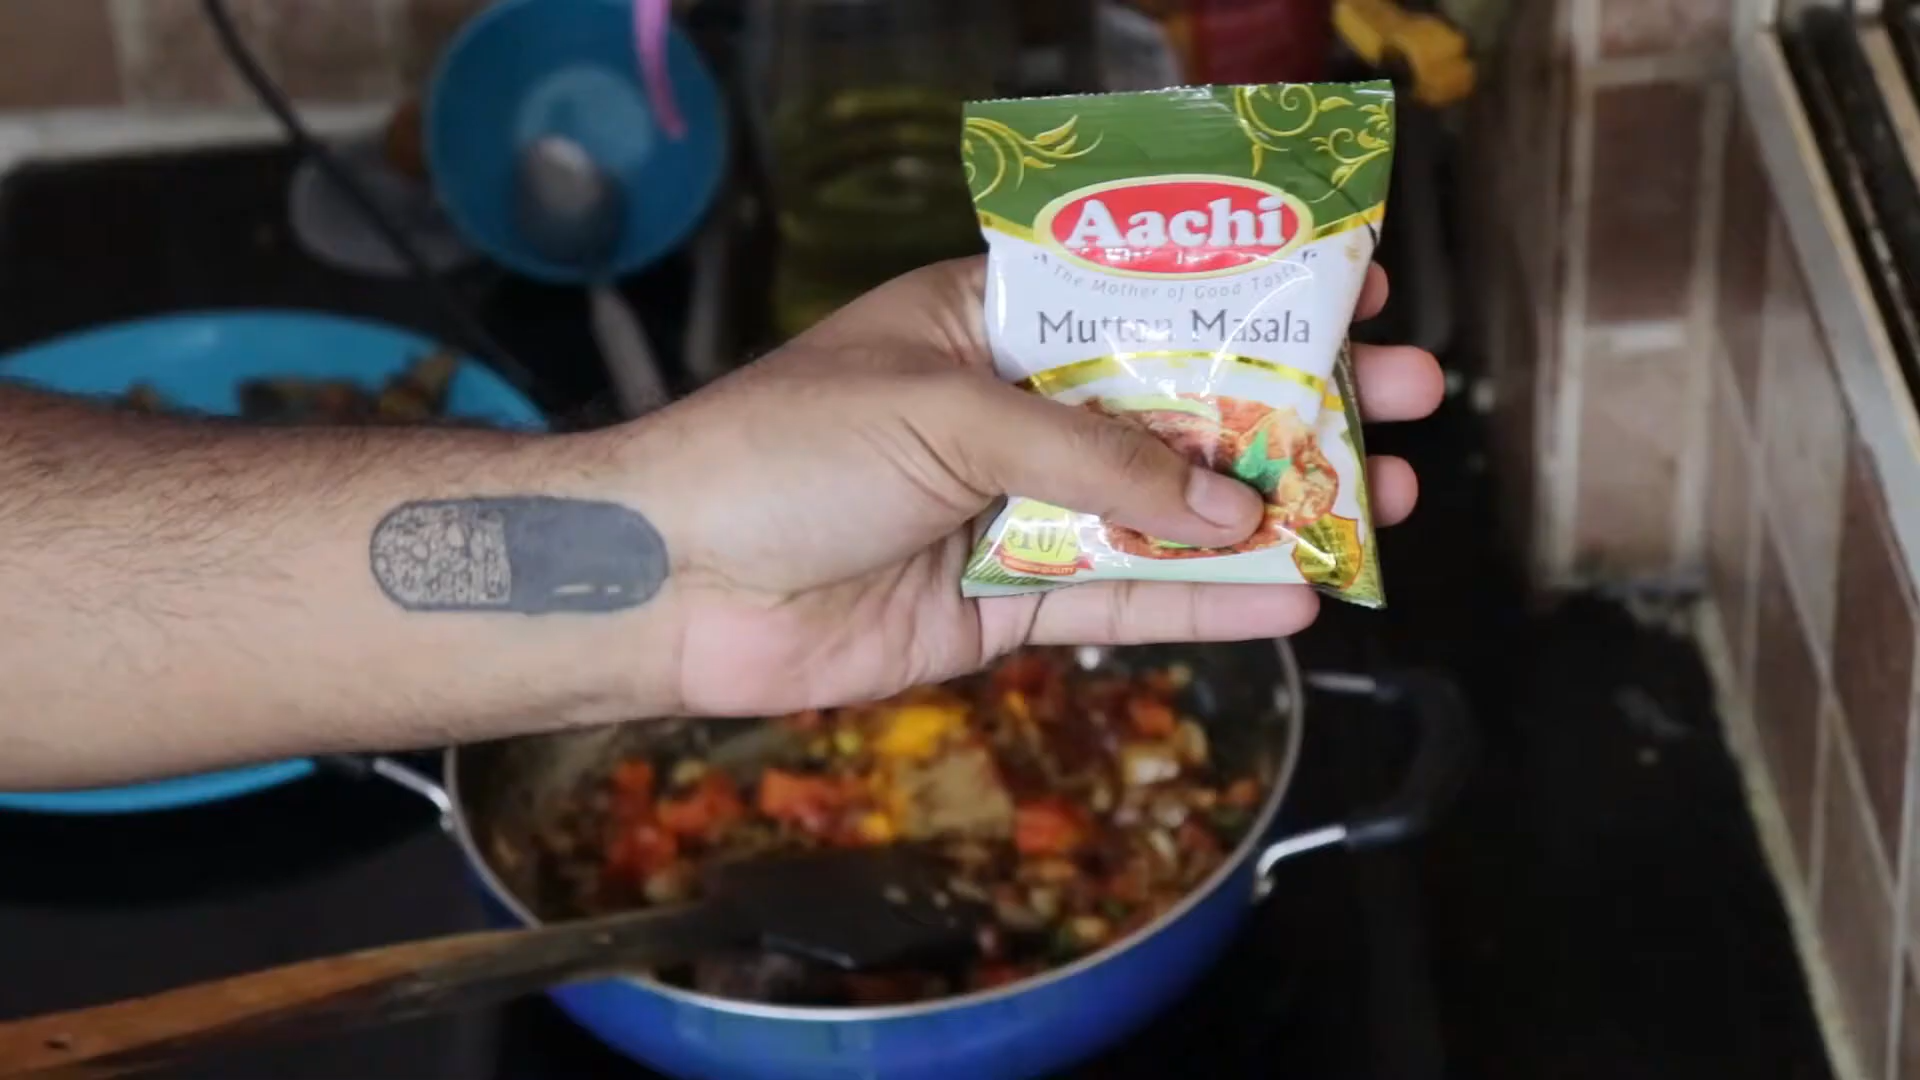 Aachi
The Mother of Good Taste
Mutton Masala
₹10/-